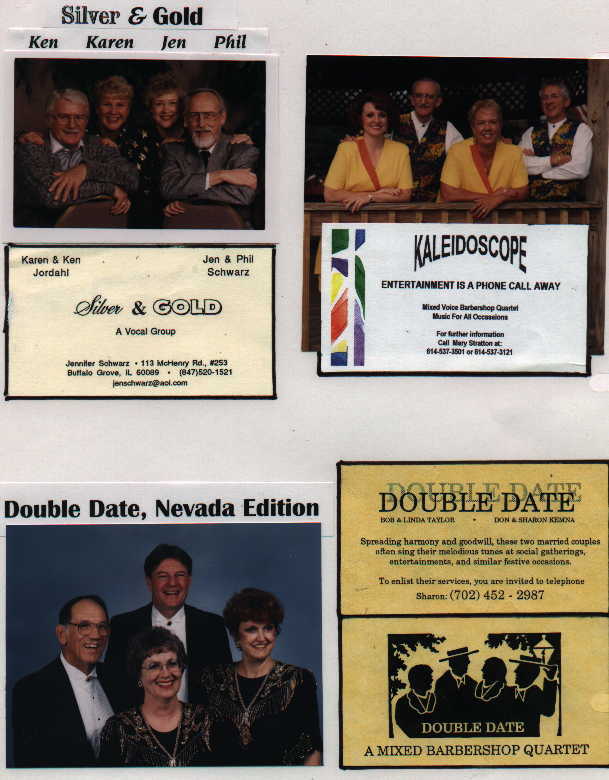 Silver & Gold
Ken Karen Jen Phil
Karen & Ken
Jordahl
Jen & Phil
Schwarz
Silver & GOLD
A Vocal Group
Jennifer Schwarz • 113 McHenry Rd., #253
Buffalo Grove, IL 60089 • (847)520-1521
jenschwarz@aol.com
KALEIDOSCOPE
ENTERTAINMENT IS A PHONE CALL AWAY
Mixed Voice Barbershop Quartet
Music For All Occassions
For further information
Call Mary Stratton at:
614-537-3501 or 614-537-3121
Double Date, Nevada Edition
DOUBLE DATE
DOUBLE DATE
BOB & LINDA TAYLOR • DON & SHARON KEMNA
Spreading harmony and goodwill, these two married couples
often sing their melodious tunes at social gatherings,
entertainments, and similar festive occasions.
To enlist their services, you are invited to telephone
Sharon: (702) 452 - 2987
DOUBLE DATE
A MIXED BARBERSHOP QUARTET